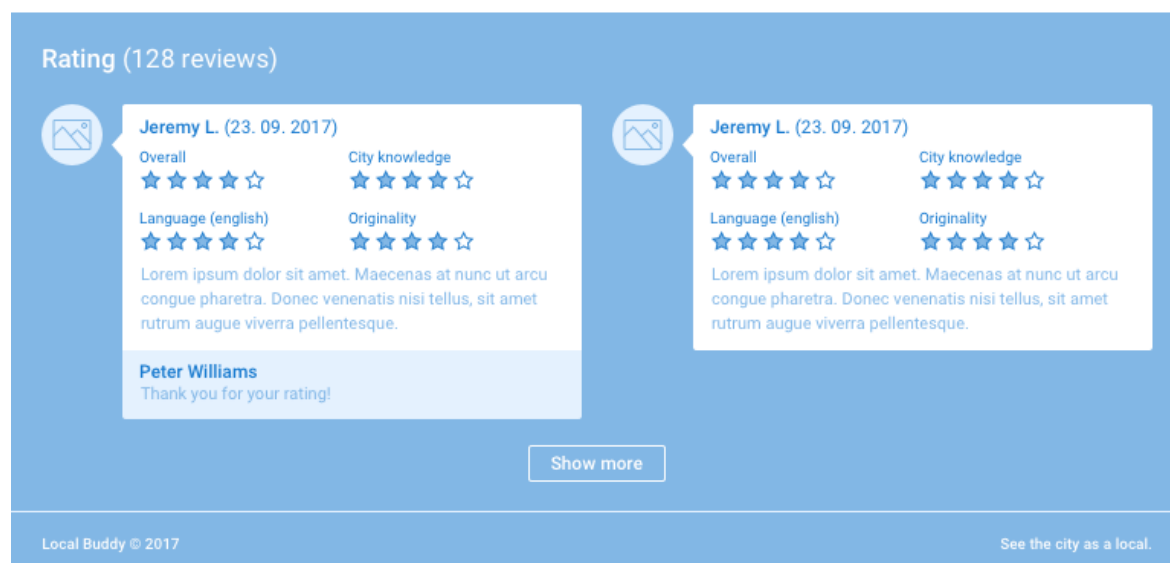 Rating (128 reviews)
Jeremy L. (23. 09. 2017)
Overall
City knowledge
Language (english)
Originality
Lorem ipsum dolor sit amet. Maecenas at nunc ut arcu
congue pharetra. Donec venenatis nisi tellus, sit amet
rutrum augue viverra pellentesque.
Peter Williams
Thank you for your rating!
Jeremy L. (23. 09. 2017)
Overall
City knowledge
Language (english)
Originality
Lorem ipsum dolor sit amet. Maecenas at nunc ut arcu
congue pharetra. Donec venenatis nisi tellus, sit amet
rutrum augue viverra pellentesque.
Show more
Local Buddy © 2017
See the city as a local.